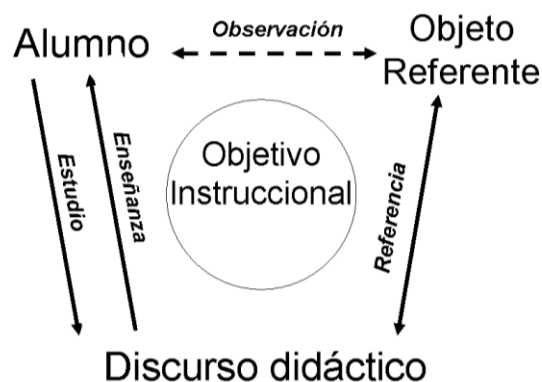 Observación
Alumno
Objeto
Referente
Objetivo
Instruccional
Estudio
Enseñanza
Referencia
Discurso didáctico